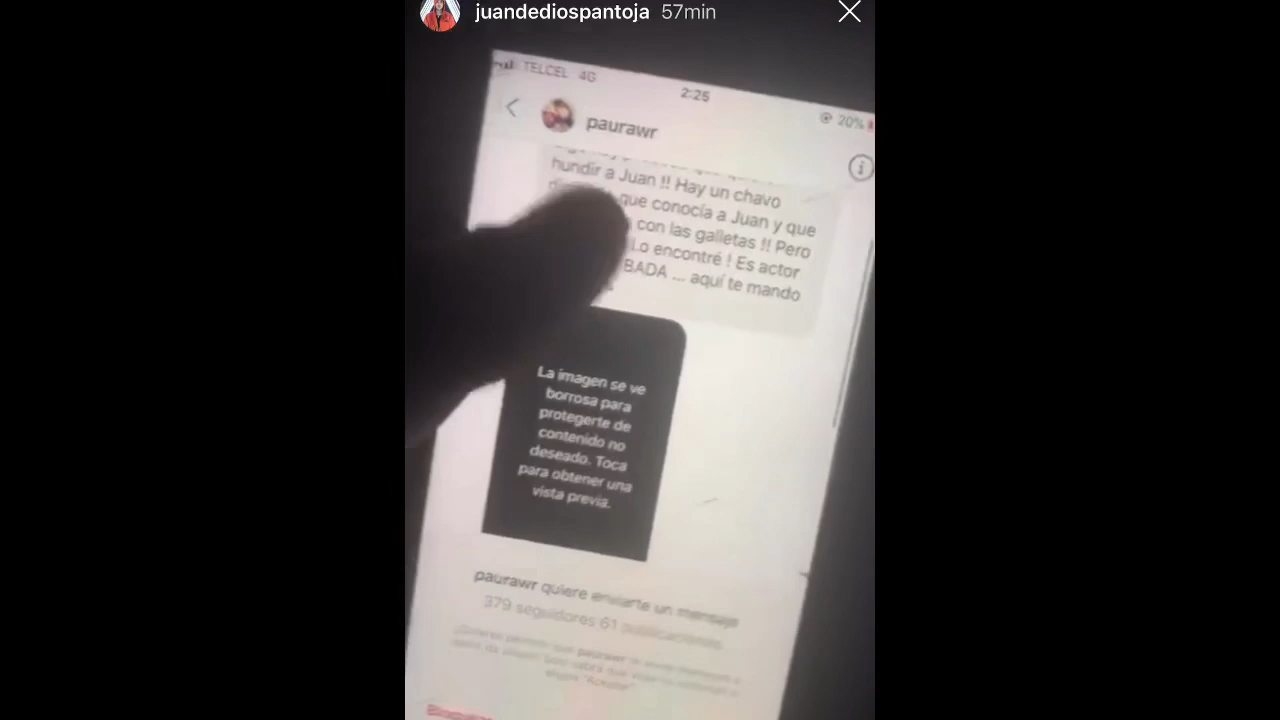 juandediospantoja 57min
TELCEL 4G
2:25
20%
paurawr
hundir a Juan !! Hay un chavo
que conocía a Juan y que
con las galletas !! Pero
Lo encontré ! Es actor
BADA ... aquí te mando
La imagen se ve
borrosa para
protegerte de
contenido no
deseado. Toca
para obtener una
vista previa.
paurawr quiere enviarte un mensaje
379 seguidores 61 publicaciones